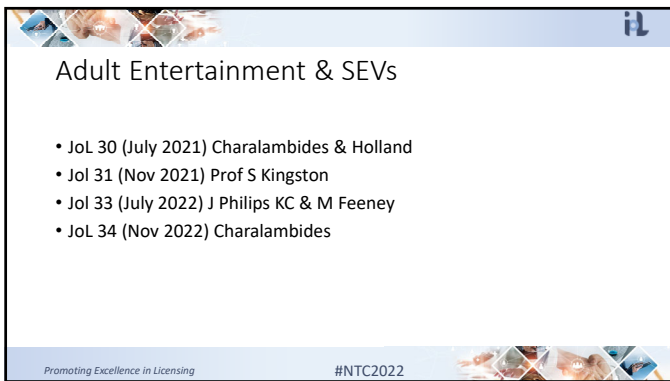 iol
Adult Entertainment & SEVs
• JoL 30 (July 2021) Charalambides & Holland
• Jol 31 (Nov 2021) Prof S Kingston
• Jol 33 (July 2022) J Philips KC & M Feeney
• JoL 34 (Nov 2022) Charalambides
Promoting Excellence in Licensing
#NTC2022